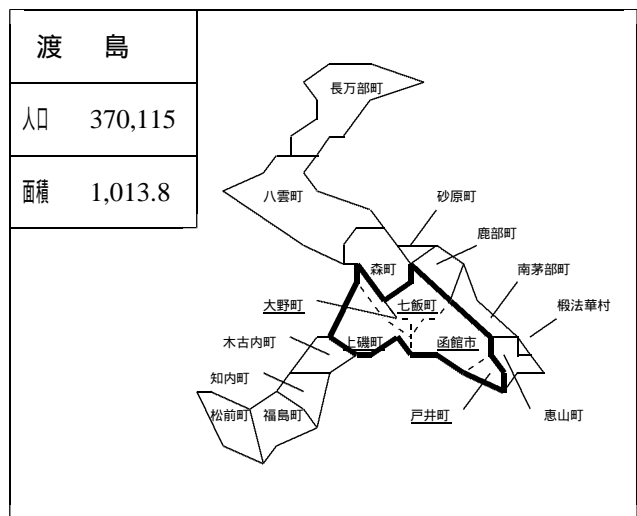 渡 島
人口 370,115
面積 1,013.8
長万部町
八雲町
砂原町
鹿部町
森町
南茅部町
大野町
七飯町
椴法華村
木古内町
上磯町
函館市
知内町
松前町
福島町
戸井町
恵山町